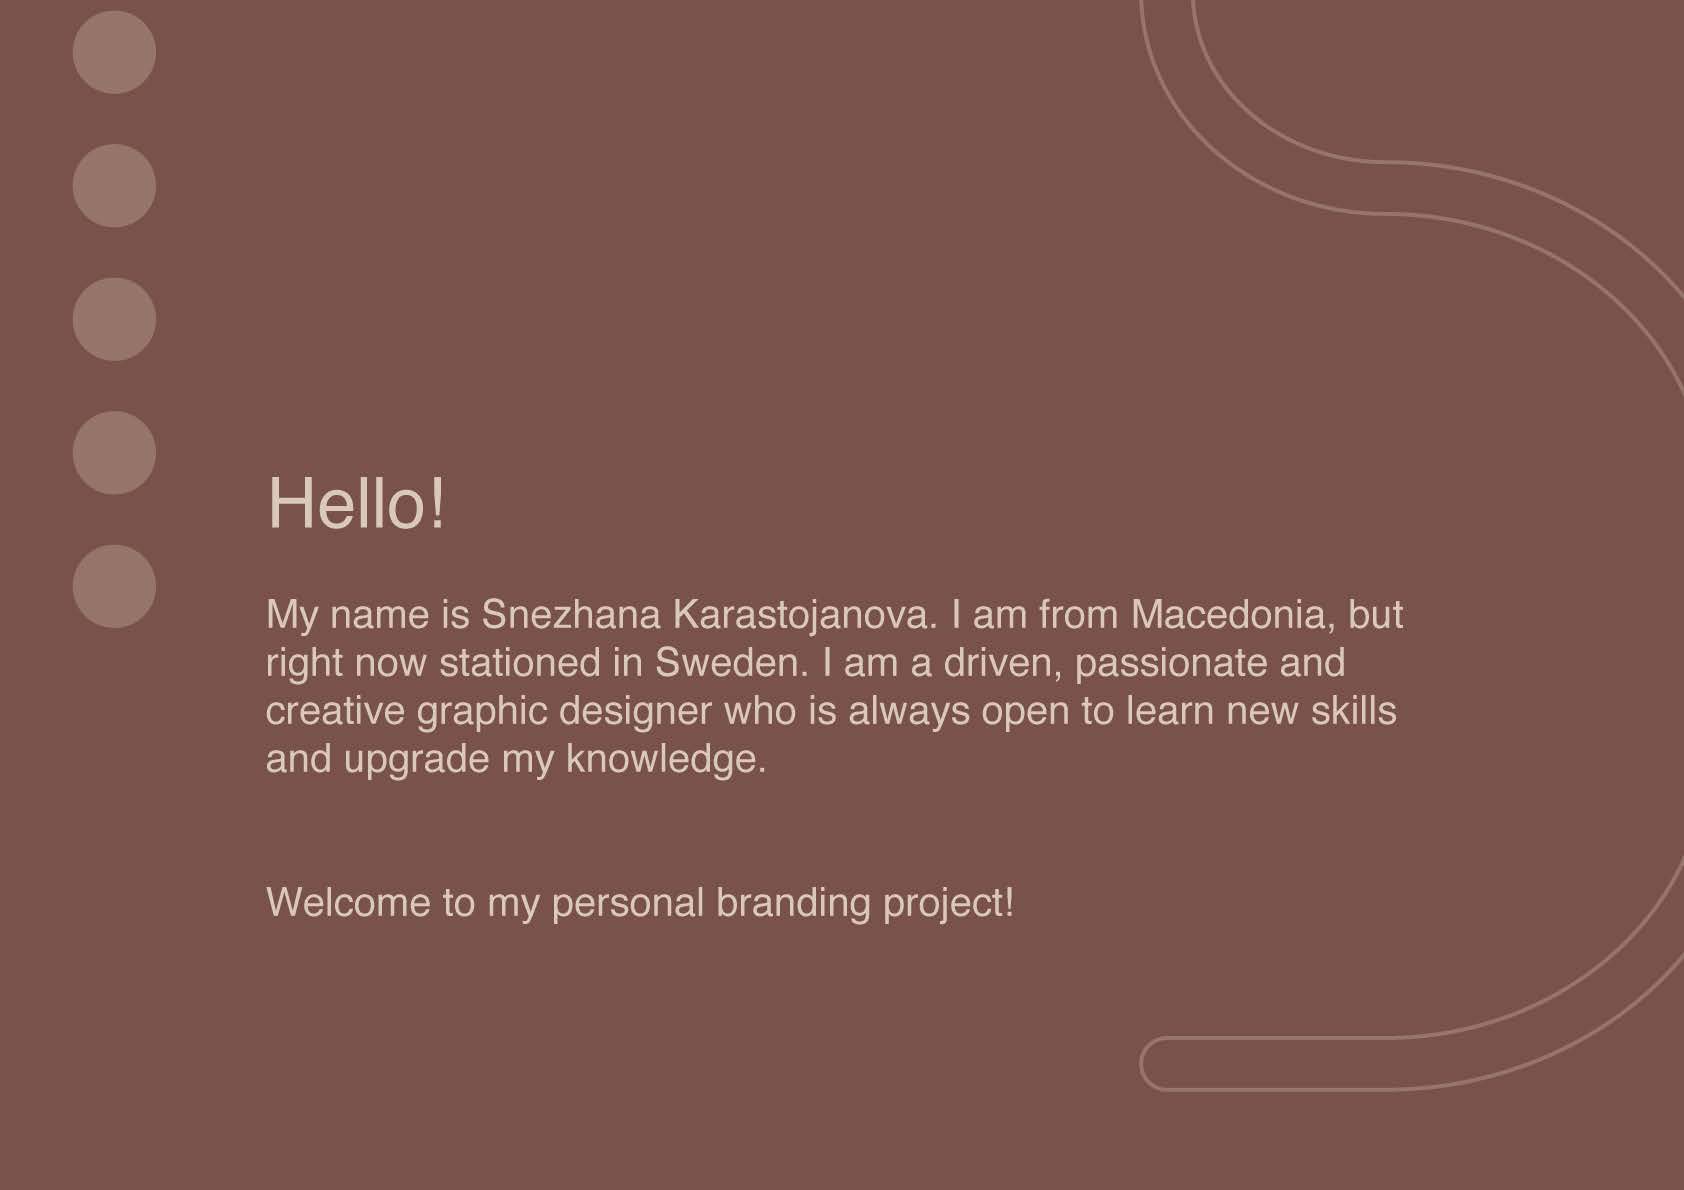 Hello!
My name is Snezhana Karastojanova. I am from Macedonia, but
right now stationed in Sweden. I am a driven, passionate and
creative graphic designer who is always open to learn new skills
and upgrade my knowledge.
Welcome to my personal branding project!